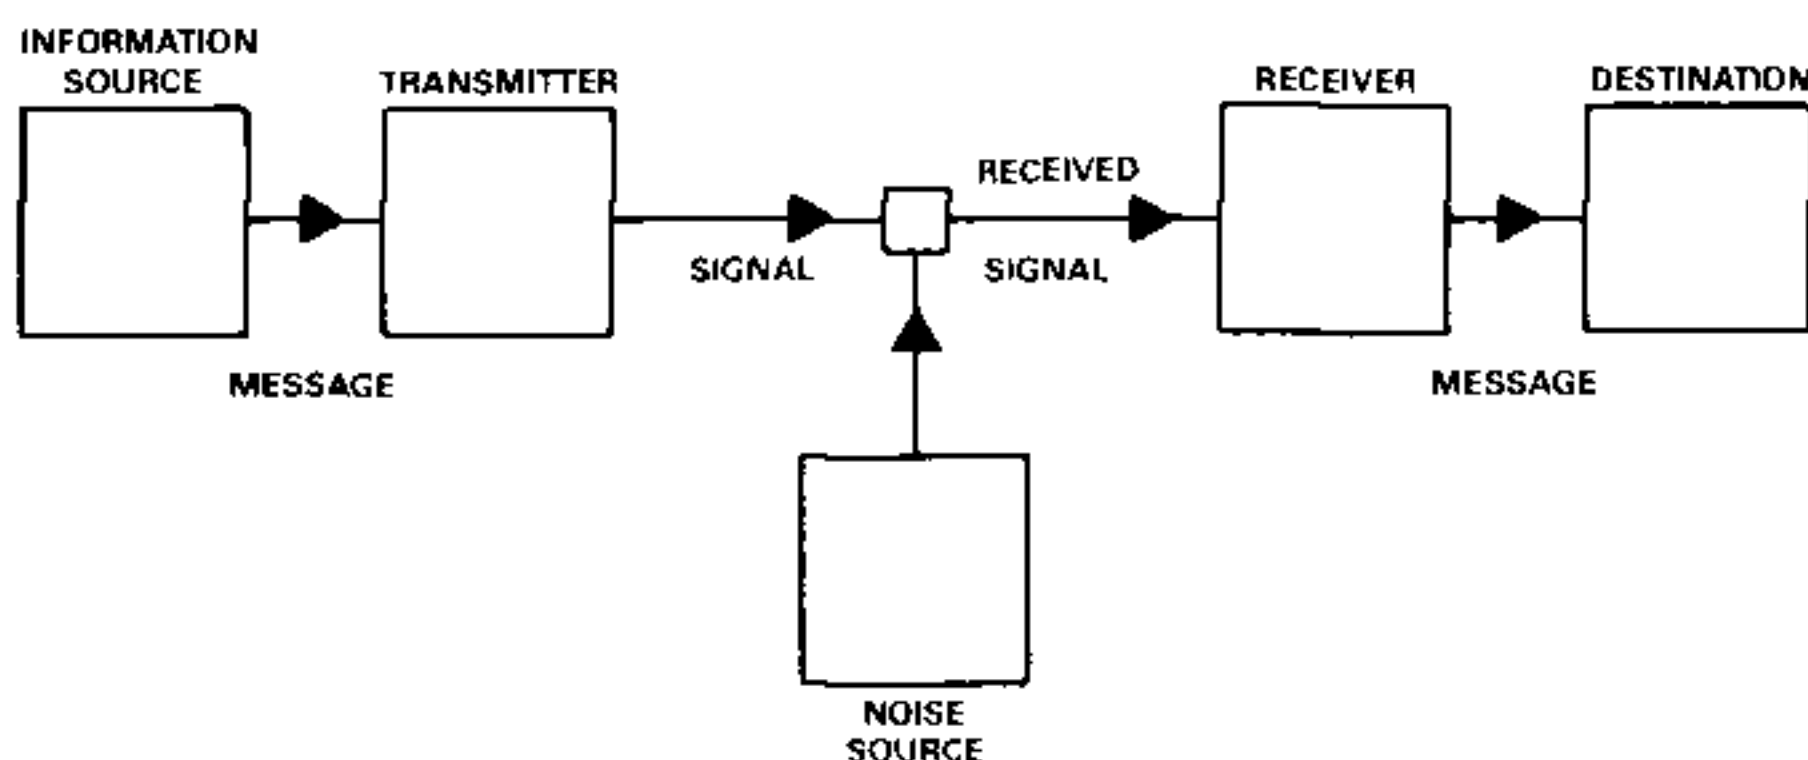 INFORMATION
SOURCE
TRANSMITTER
RECEIVER
DESTINATION
RECEIVED
SIGNAL
SIGNAL
MESSAGE
MESSAGE
NOISE
SOURCE